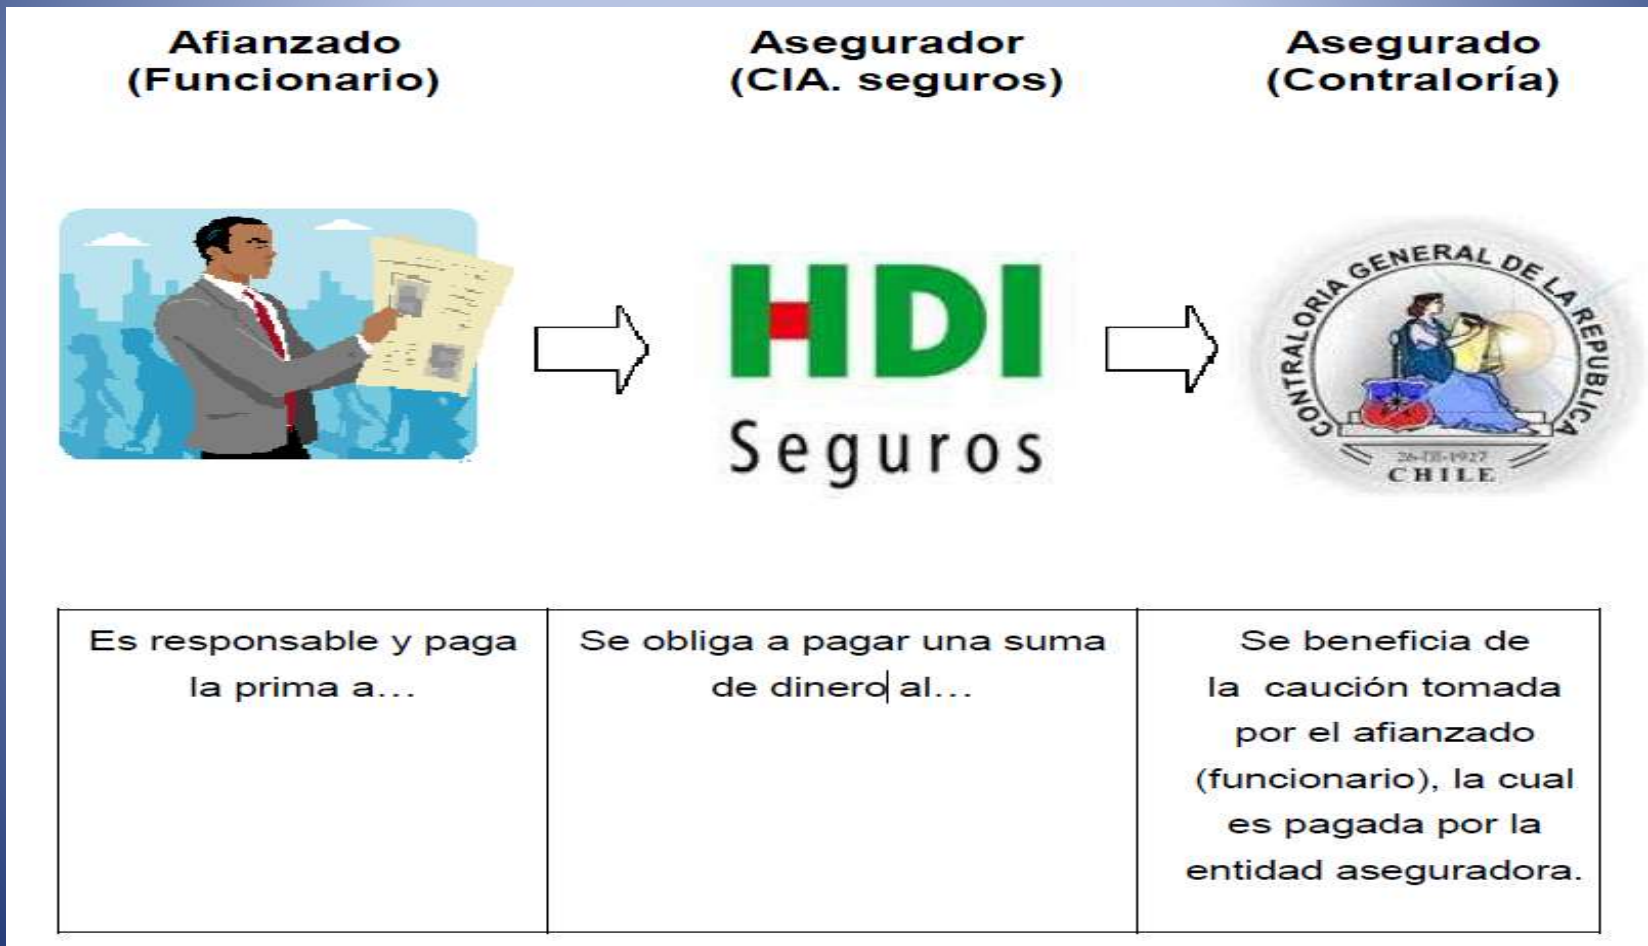 Afianzado
(Funcionario)
Asegurador
(CIA. seguros)
Asegurado
(Contraloría)
HDI
Seguros
CONTRALORIA GENERAL DE LA REPUBLICA
CHILE
Es responsable y paga
la prima a...
Se obliga a pagar una suma
de dinero al...
Se beneficia de
la caución tomada
por el afianzado
(funcionario), la cual
es pagada por la
entidad aseguradora.